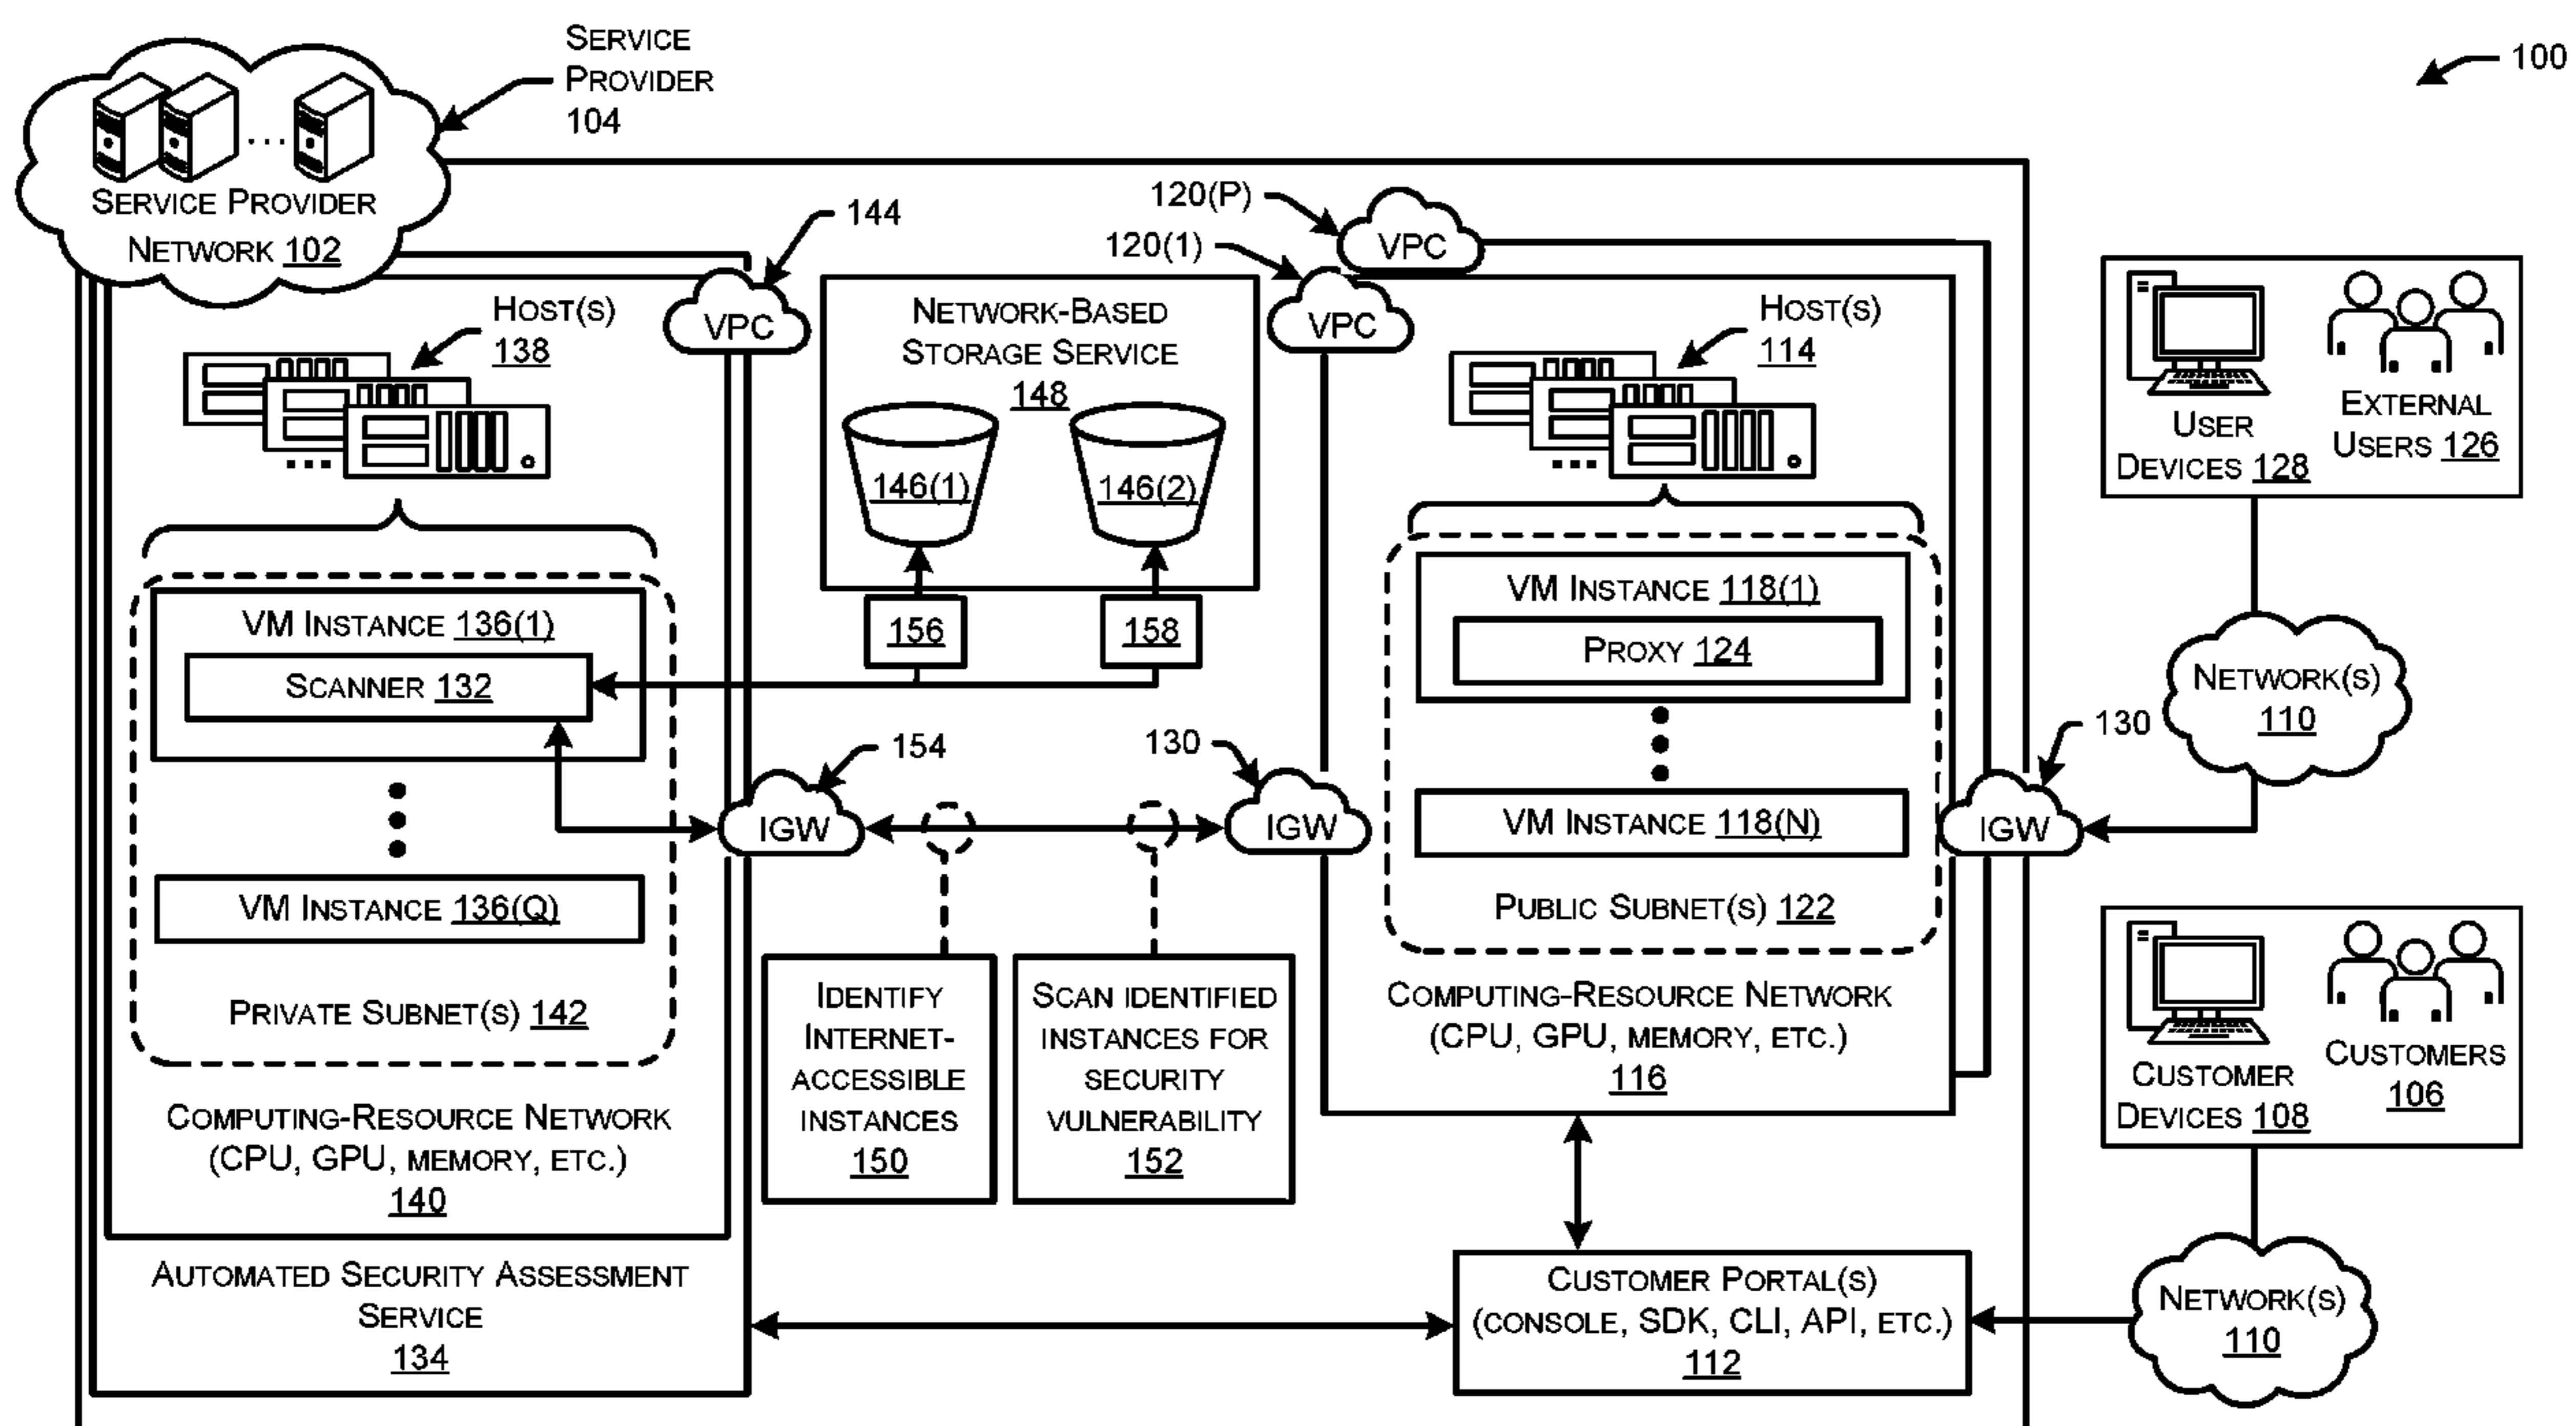 100
SERVICE
PROVIDER
104
SERVICE PROVIDER
NETWORK 102
HOST(S)
138
144
VPC
VM INSTANCE 136(1)
SCANNER 132
VM INSTANCE 136(Q)
PRIVATE SUBNET(S) 142
COMPUTING-RESOURCE NETWORK
(CPU, GPU, MEMORY, ETC.)
140
AUTOMATED SECURITY ASSESSMENT
SERVICE
134
NETWORK-BASED
STORAGE SERVICE
148
146(1)
146(2)
156
158
154
IGW
130
IGW
IDENTIFY
INTERNET-
ACCESSIBLE
INSTANCES
150
SCAN IDENTIFIED
INSTANCES FOR
SECURITY
VULNERABILITY
152
120(P)
VPC
120(1)
VPC
HOST(S)
114
VM INSTANCE 118(1)
PROXY 124
VM INSTANCE 118(N)
PUBLIC SUBNET(S) 122
COMPUTING-RESOURCE NETWORK
(CPU, GPU, MEMORY, ETC.)
116
CUSTOMER PORTAL(S)
(CONSOLE, SDK, CLI, API, ETC.)
112
USER
DEVICES 128
EXTERNAL
USERS 126
NETWORK(S)
110
130
IGW
CUSTOMER
DEVICES 108
CUSTOMERS
106
NETWORK(S)
110